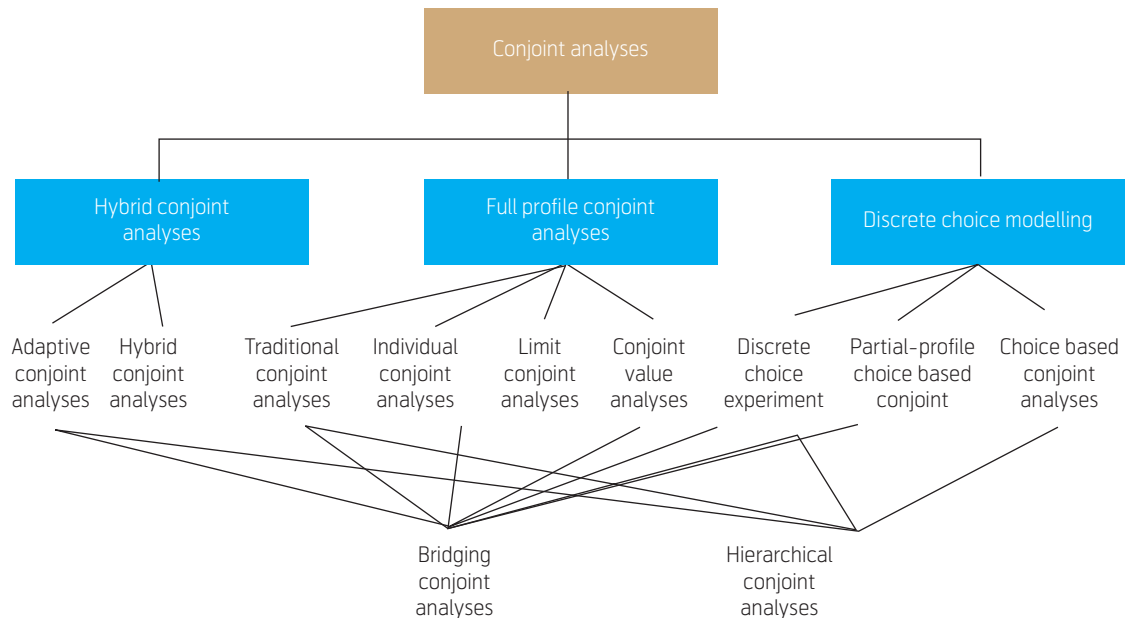 Conjoint analyses
Hybrid conjoint
analyses
Full profile conjoint
analyses
Discrete choice modelling
Adaptive
conjoint
analyses
Hybrid
conjoint
analyses
Traditional
conjoint
analyses
Individual
conjoint
analyses
Limit
conjoint
analyses
Conjoint
value
analyses
Discrete
choice
experiment
Partial-profile
choice based
conjoint
Choice based
conjoint
analyses
Bridging
conjoint
analyses
Hierarchical
conjoint
analyses